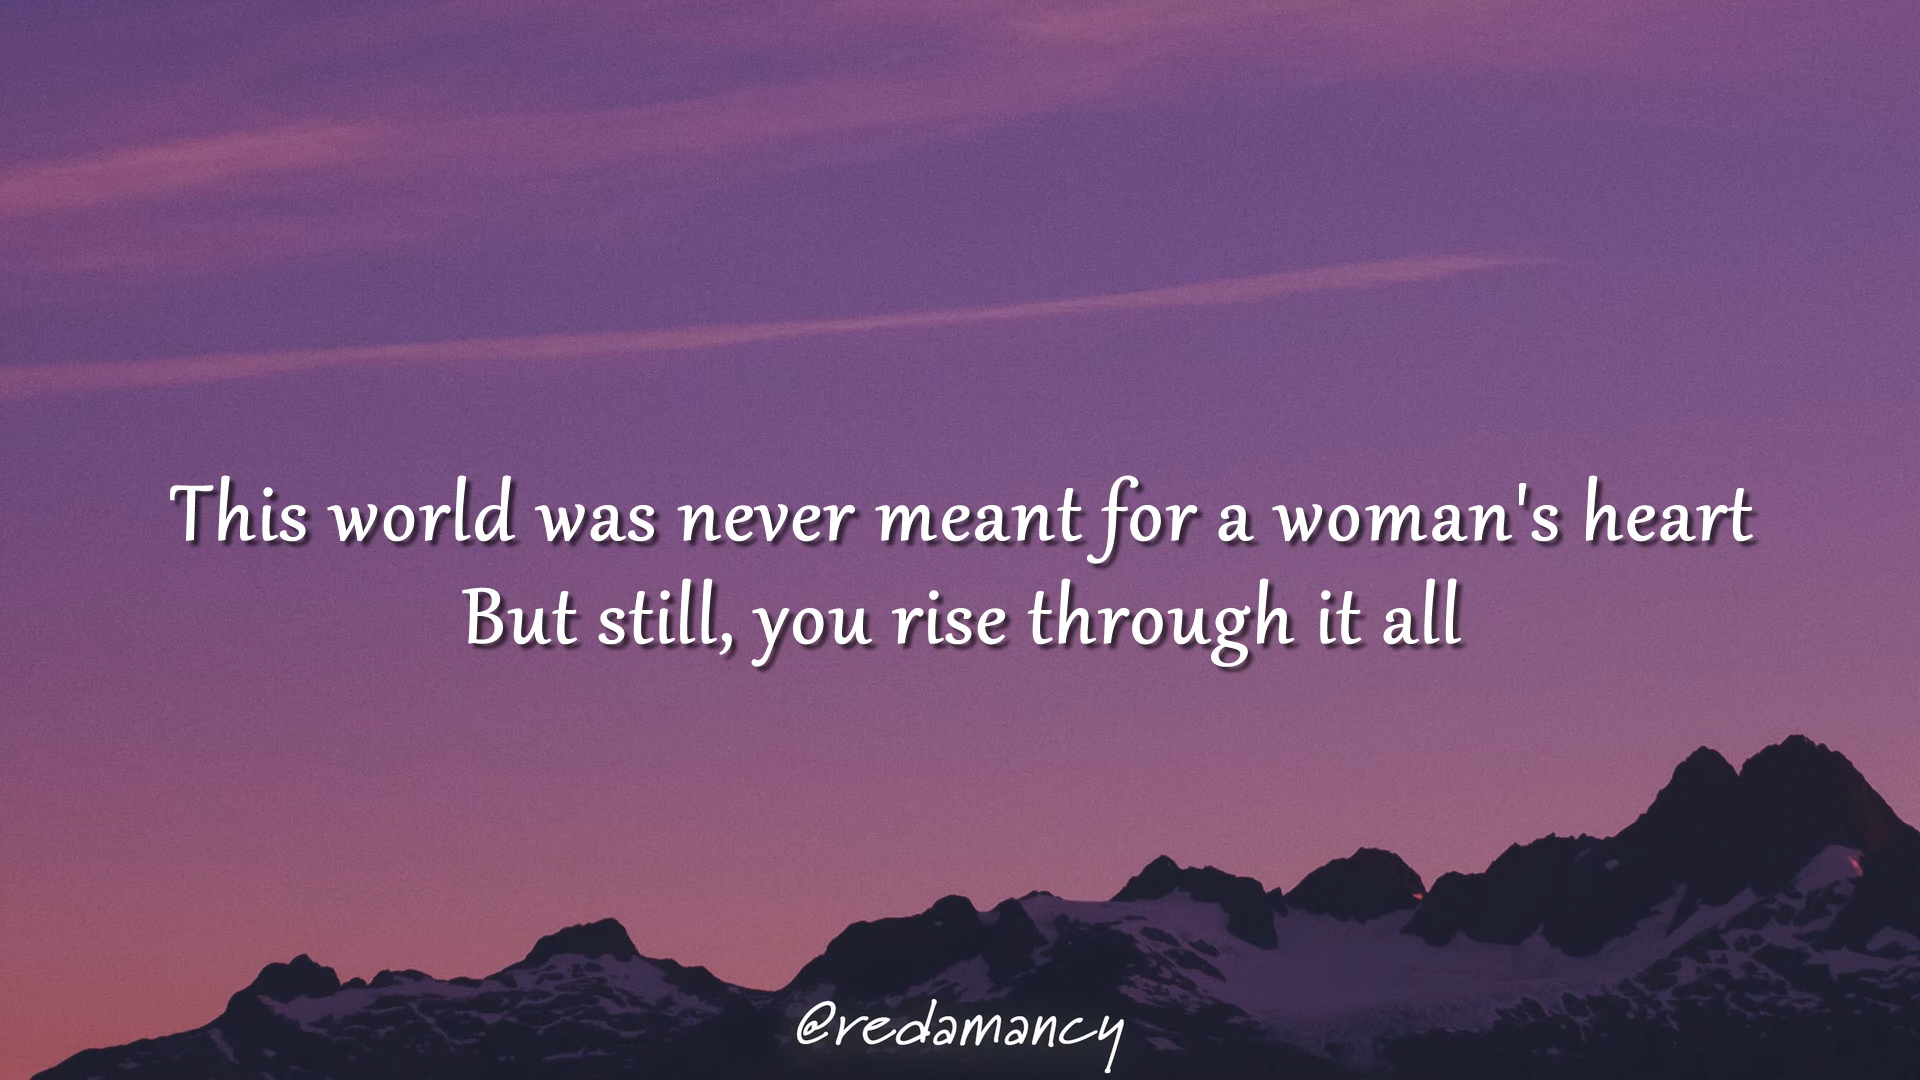 This world was never meant for a woman's heart
But still, you rise through it all
@redamancy